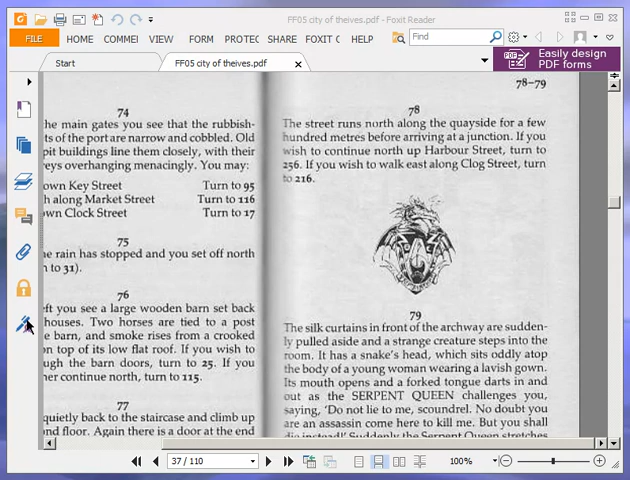 FF05 city of theives.pdf - Foxit Reader
FILE HOME COMMEI VIEW FORM PROTEC SHARE FOXIT C HELP
Find
Start
FF05 city of theives.pdf
Easily design
PDF forms
74
he main gates you see that the rubbish-
ts of the port are narrow and cobbled. Old
pit buildings line them closely, with their
eys overhanging menacingly. You may:
own Key Street Turn to 95
h along Market Street Turn to 116
own Clock Street Turn to 17
75
he rain has stopped and you set off north
n to 31).
76
eft you see a large wooden barn set back
houses. Two horses are tied to a post
e barn, and smoke rises from a crooked
on top of its low flat roof. If you wish to
ugh the barn doors, turn to 25. If you
her continue north, turn to 115.
77
quietly back to the staircase and climb up
nd floor. Again there is a door at the end
78-79
78
The street runs north along the quayside for a few
hundred metres before arriving at a junction. If you
wish to continue north up Harbour Street, turn to
256. If you wish to walk east along Clog Street, turn
to 216.
79
The silk curtains in front of the archway are sudden-
ly pulled aside and a strange creature steps into the
room. It has a snake's head, which sits oddly atop
the body of a young woman wearing a lavish gown.
Its mouth opens and a forked tongue darts in and
out as the SERPENT QUEEN challenges you,
saying, 'Do not lie to me, scoundrel. No doubt you
are an assassin come here to kill me. But you shall
die instead!' Suddenly the Serpent Queen stretches
37 / 110
100%